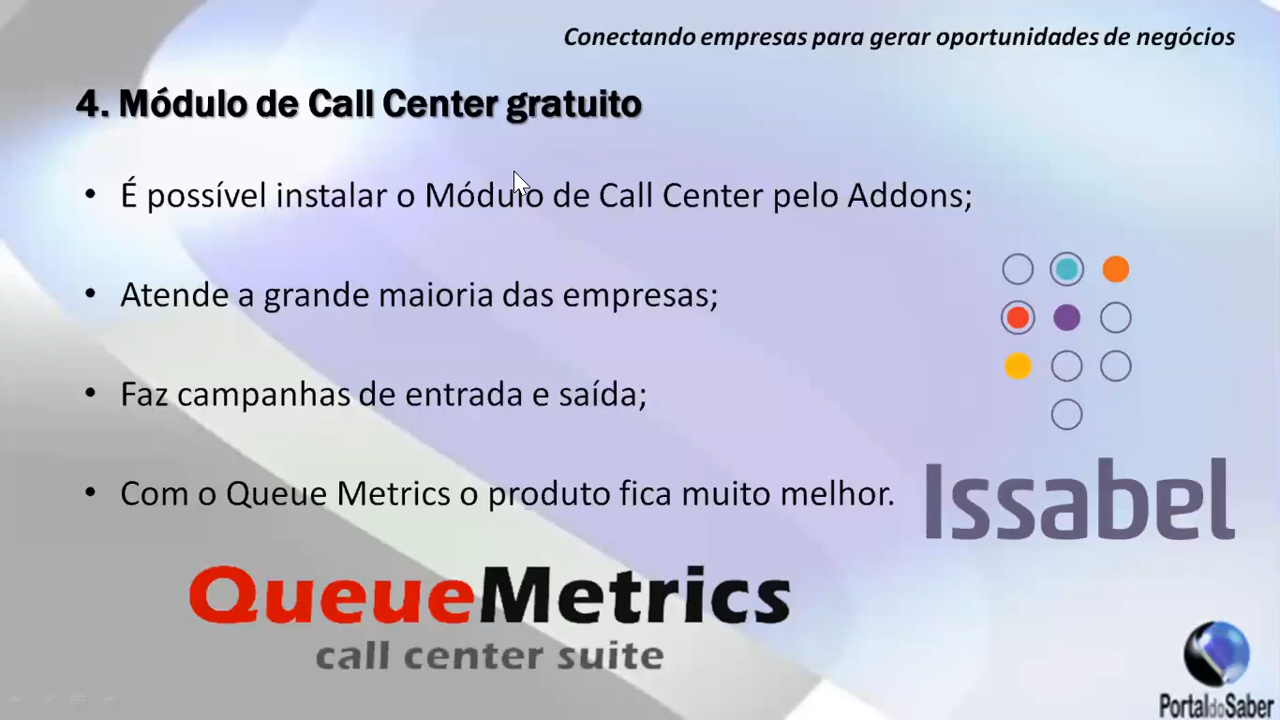 Conectando empresas para gerar oportunidades de negócios
4. Módulo de Call Center gratuito
• É possível instalar o Módulo de Call Center pelo Addons;
• Atende a grande maioria das empresas;
• Faz campanhas de entrada e saída;
• Com o Queue Metrics o produto fica muito melhor.
Issabel
QueueMetrics
call center suite
PortaldoSaber